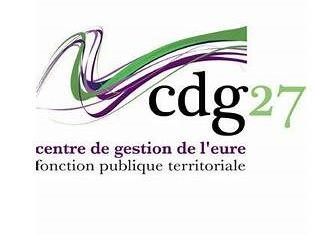 cdg27
centre de gestion de l'eure
fonction publique territoriale